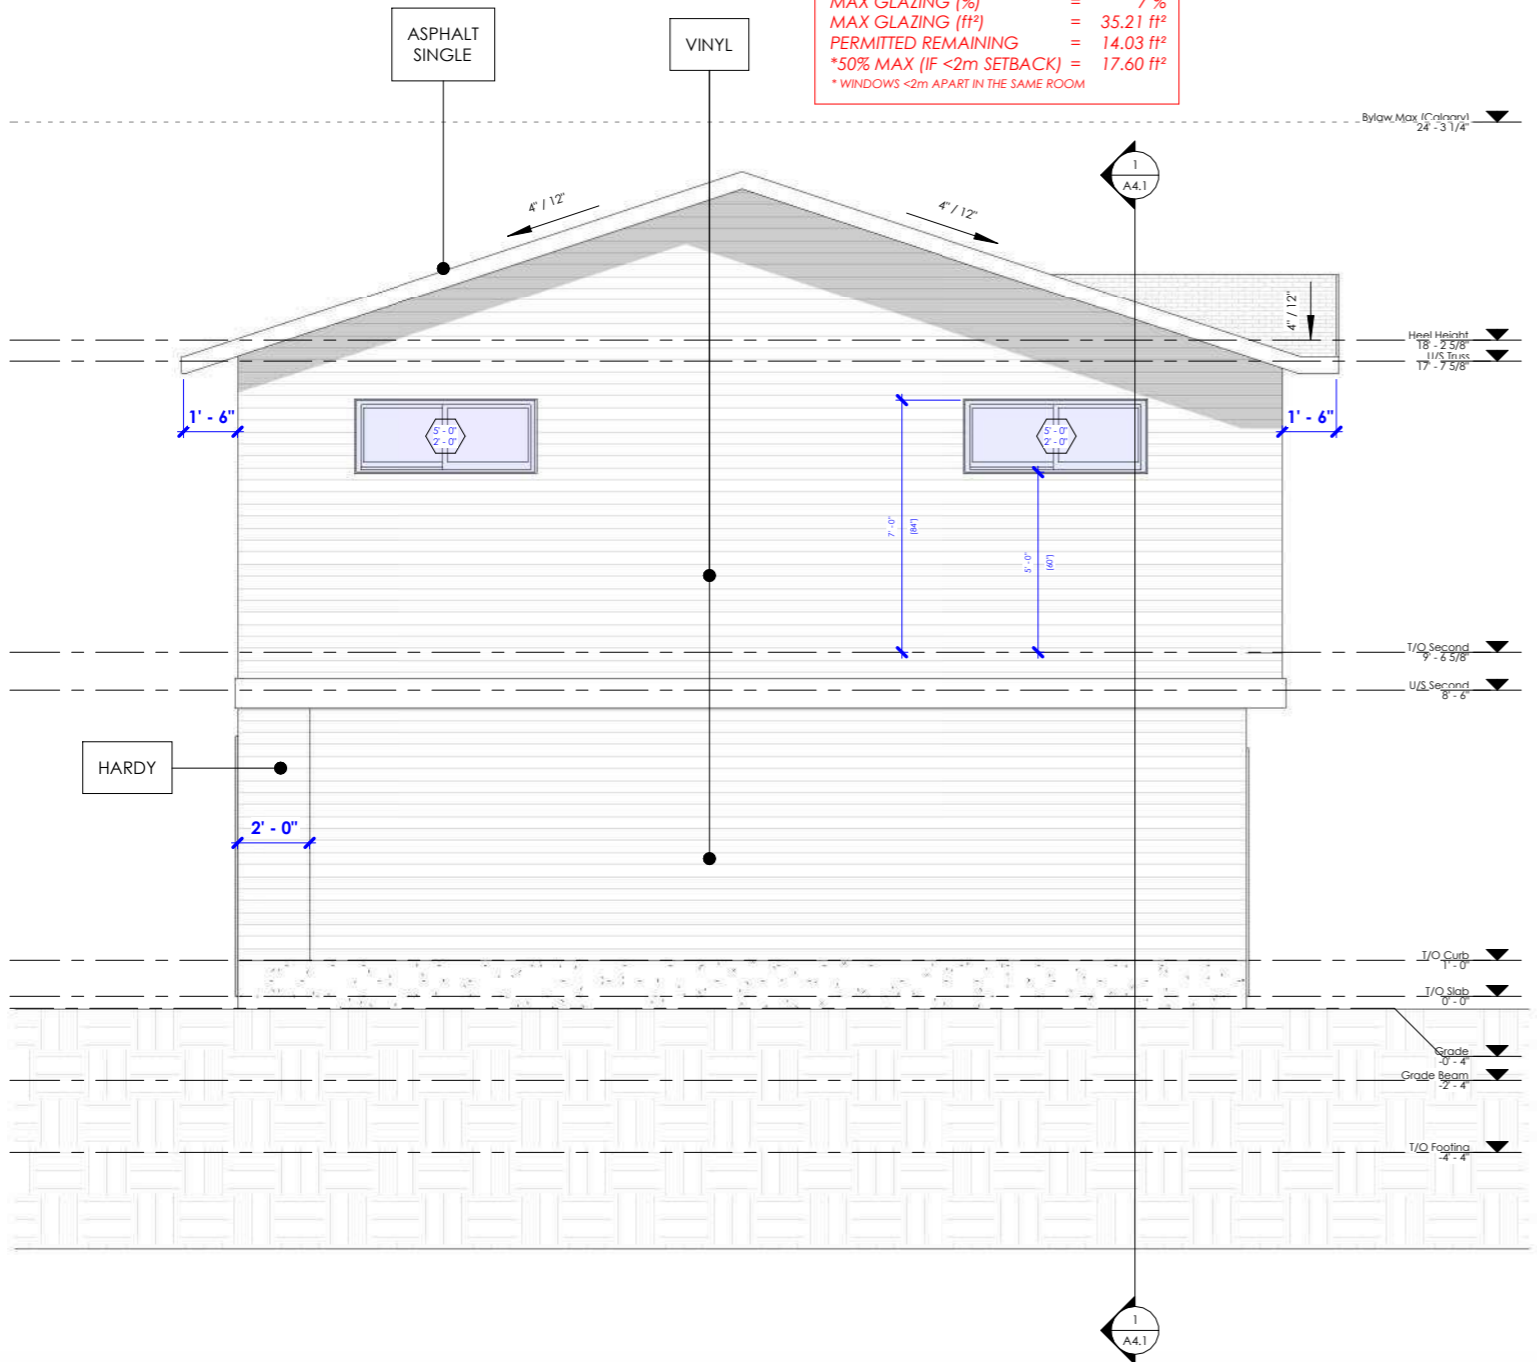 MAX GLAZING (%) = 7 %
MAX GLAZING (ft²) = 35.21 ft²
PERMITTED REMAINING = 14.03 ft²
*50% MAX (IF <2m SETBACK) = 17.60 ft²
* WINDOWS <2m APART IN THE SAME ROOM
ASPHALT
SINGLE
VINYL
Bylaw Max (Calgary)
24' - 3 1/4"
1
A4.1
4" / 12"
4" / 12"
4" / 12"
Heel Height
18' - 2 5/8"
U/S Truss
17' - 7 5/8"
1' - 6"
5' - 0"
2' - 0"
5' - 0"
2' - 0"
1' - 6"
7' - 0"
[84"]
5' - 0"
[60"]
T/O Second
9' - 6 5/8"
U/S Second
8' - 6"
HARDY
2' - 0"
T/O Curb
1' - 0"
T/O Slab
0' - 0"
Grade
-0' - 4"
Grade Beam
-2' - 4"
T/O Footing
-4' - 4"
1
A4.1